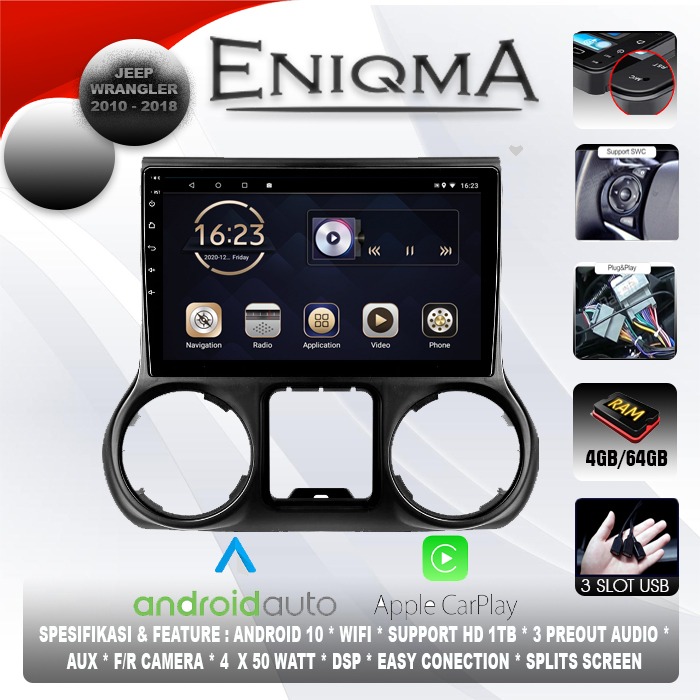 JEEP
WRANGLER
2010 - 2018
ENIQMA
MIC
RST
Support SWC
Plug&Play
RAM
4GB/64GB
3 SLOT USB
16:23
16:23
2020-12... Friday
Navigation
Radio
Application
Video
Phone
androidauto
Apple CarPlay
SPESIFIKASI & FEATURE : ANDROID 10 * WIFI * SUPPORT HD 1TB * 3 PREOUT AUDIO *
AUX * F/R CAMERA * 4 X 50 WATT * DSP * EASY CONECTION * SPLITS SCREEN